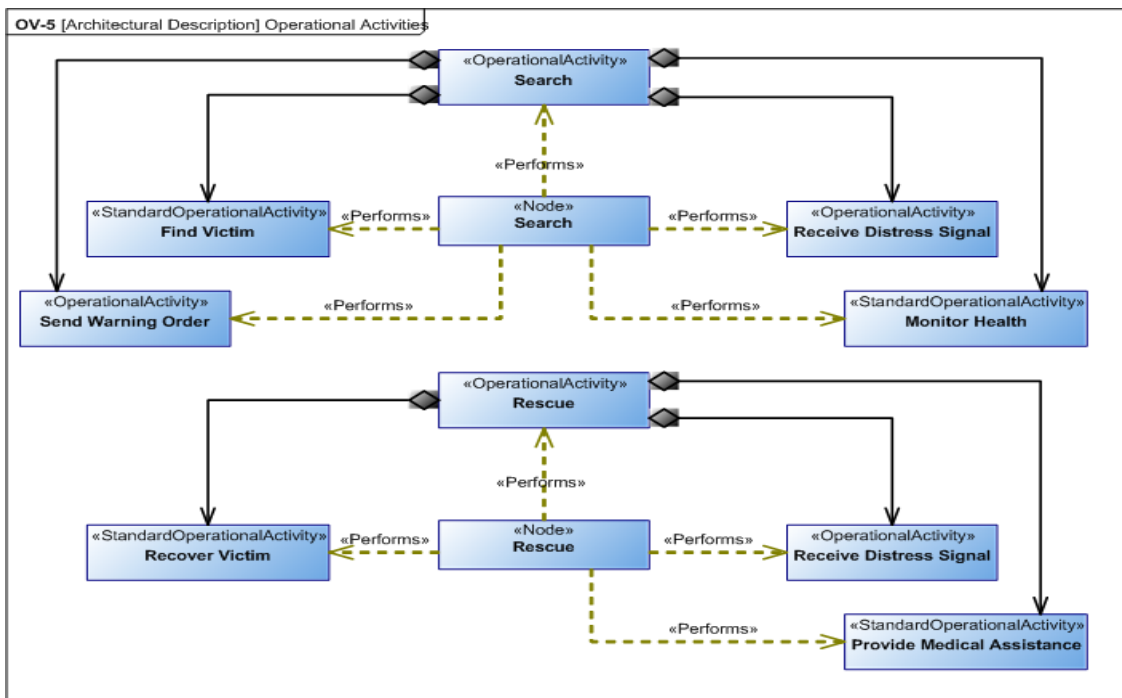 OV-5 [Architectural Description] Operational Activities
«OperationalActivity»
Search
«Performs»
«StandardOperationalActivity»
Find Victim
«Performs»
«Node»
Search
«Performs»
«OperationalActivity»
Receive Distress Signal
«OperationalActivity»
Send Warning Order
«Performs»
«Performs»
«StandardOperationalActivity»
Monitor Health
«OperationalActivity»
Rescue
«Performs»
«StandardOperationalActivity»
Recover Victim
«Performs»
«Node»
Rescue
«Performs»
«OperationalActivity»
Receive Distress Signal
«Performs»
«StandardOperationalActivity»
Provide Medical Assistance